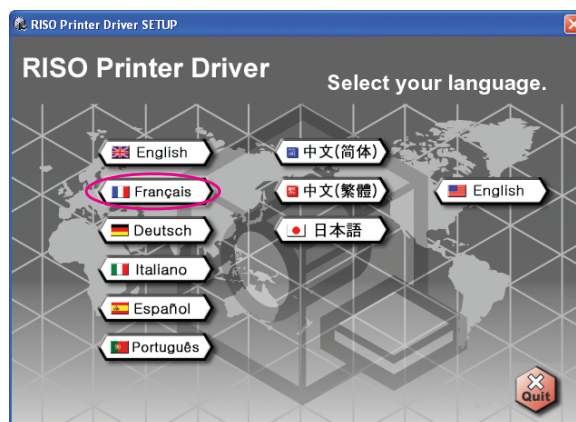 RISO Printer Driver SETUP
RISO Printer Driver
Select your language.
English
Français
Deutsch
Italiano
Español
Português
中文(简体)
中文(繁體)
日本語
English
Quit